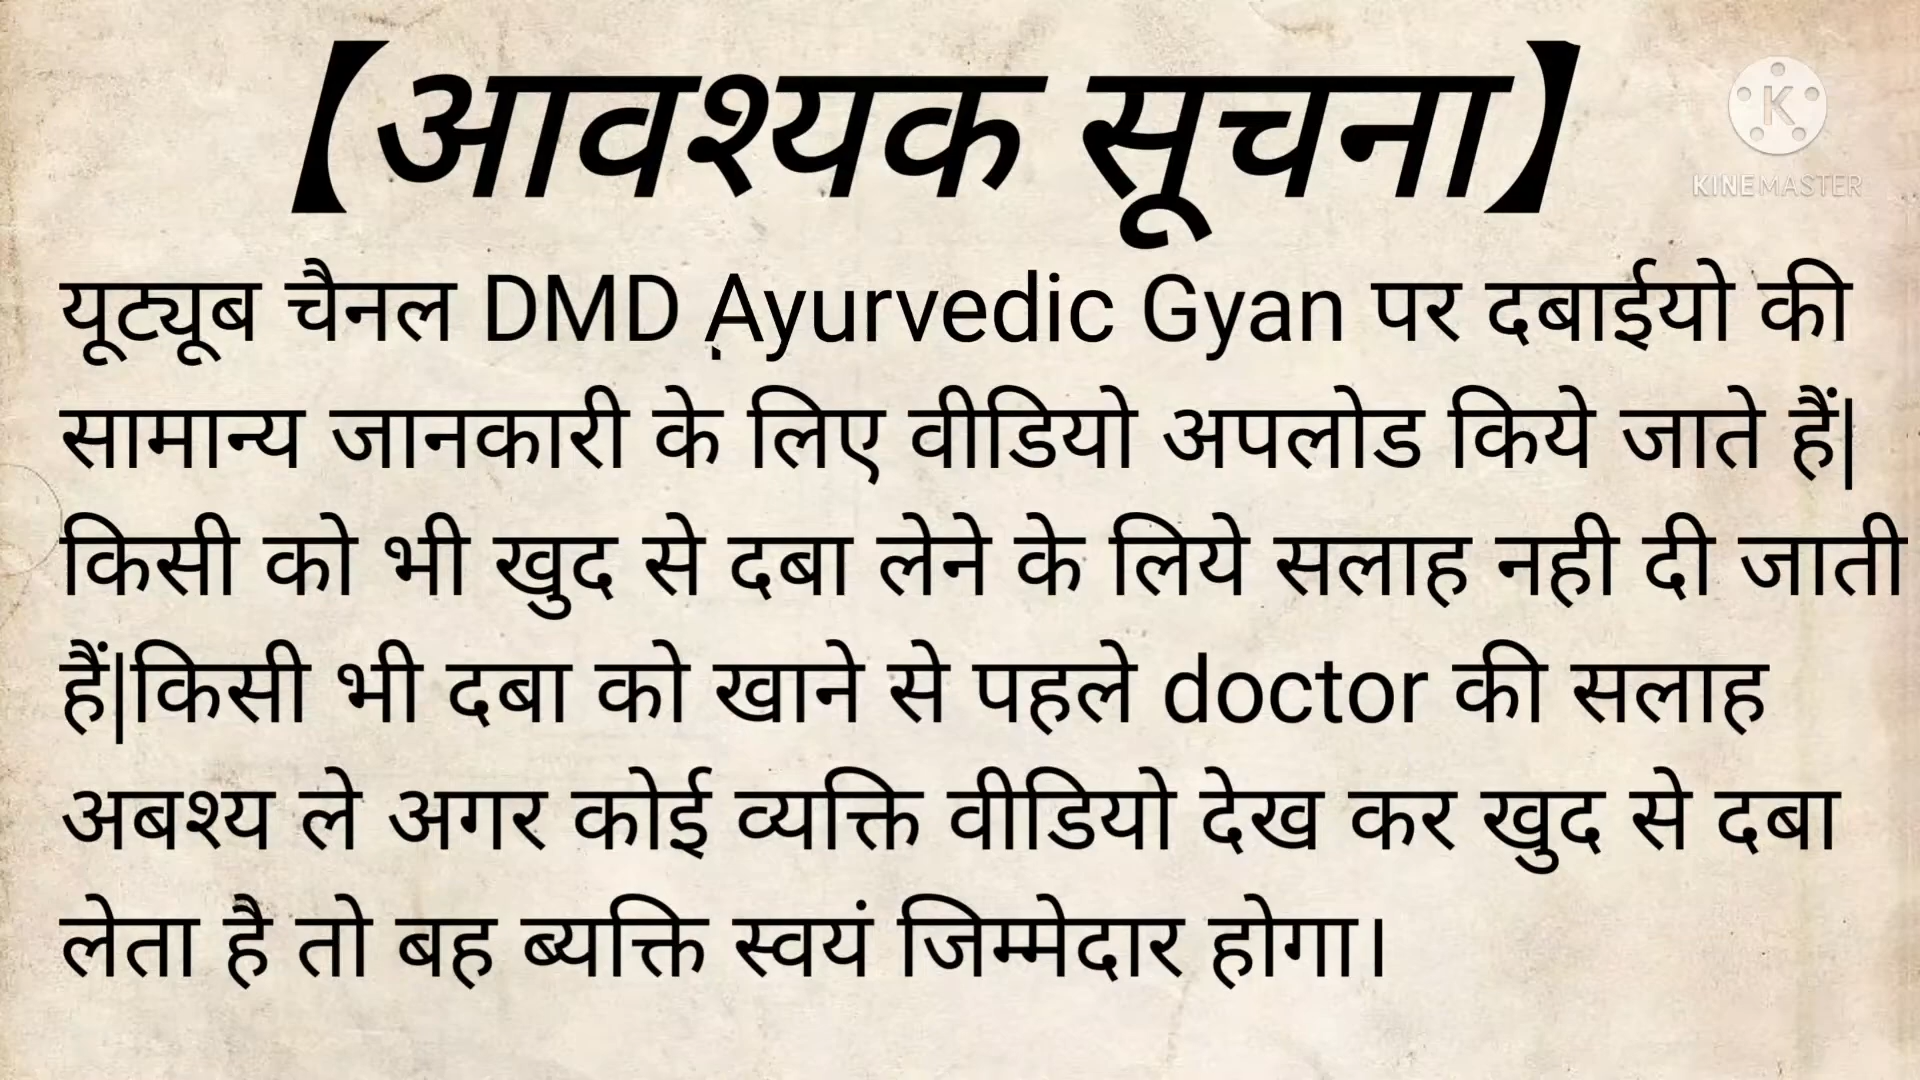 【आवश्यक सूचना】
KINEMASTER
यूट्यूब चैनल DMD Ayurvedic Gyan पर दबाईयो की
सामान्य जानकारी के लिए वीडियो अपलोड किये जाते हैं|
किसी को भी खुद से दबा लेने के लिये सलाह नही दी जाती
हैं|किसी भी दबा को खाने से पहले doctor की सलाह
अबश्य ले अगर कोई व्यक्ति वीडियो देख कर खुद से दबा
लेता है तो बह ब्यक्ति स्वयं जिम्मेदार होगा।